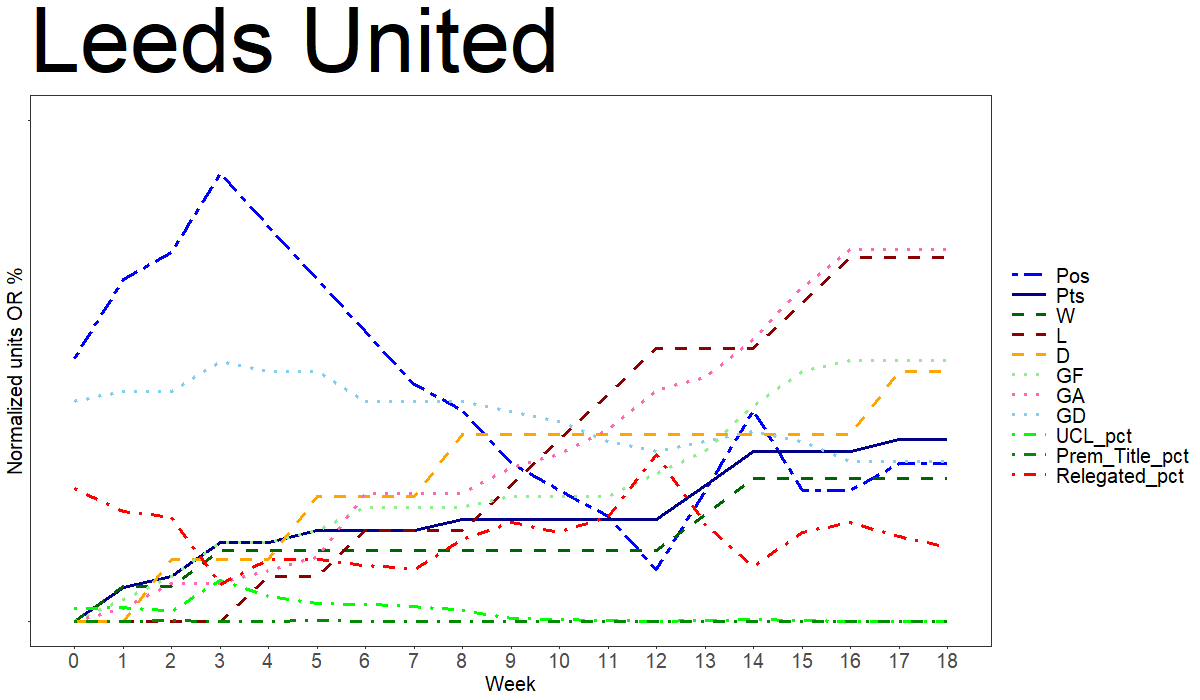 Leeds United
Normalized units OR %
Pos
Pts
W
L
D
GF
GA
GD
UCL_pct
Prem_Title_pct
Relegated_pct
0 1 2 3 4 5 6 7 8 9 10 11 12 13 14 15 16 17 18
Week